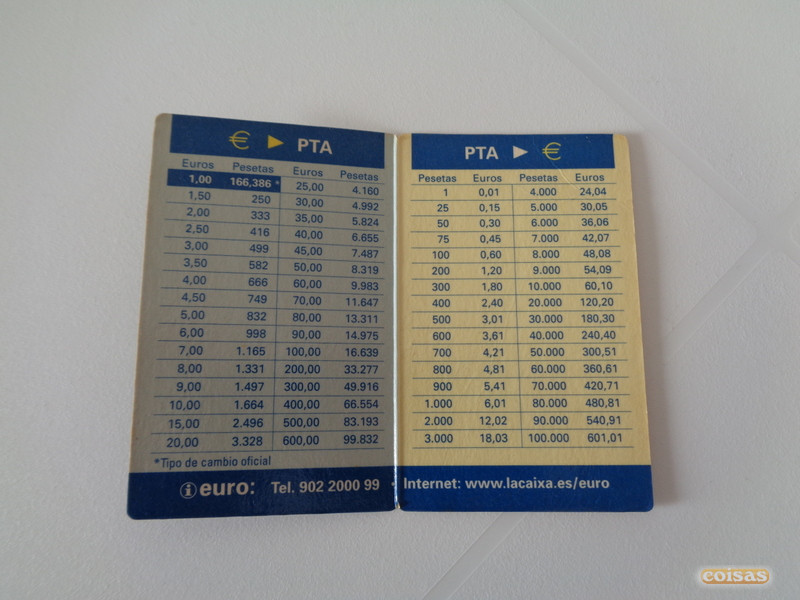 € ▶ PTA
Euros Pesetas Euros Pesetas
1,00 166,386 * 25,00 4.160
1,50 250 30,00 4.992
2,00 333 35,00 5.824
2,50 416 40,00 6.655
3,00 499 45,00 7.487
3,50 582 50,00 8.319
4,00 666 60,00 9.983
4,50 749 70,00 11.647
5,00 832 80,00 13.311
6,00 998 90,00 14.975
7,00 1.165 100,00 16.639
8,00 1.331 200,00 33.277
9,00 1.497 300,00 49.916
10,00 1.664 400,00 66.554
15,00 2.496 500,00 83.193
20,00 3.328 600,00 99.832
*Tipo de cambio oficial
PTA ▶ €
Pesetas Euros Pesetas Euros
1 0,01 4.000 24,04
25 0,15 5.000 30,05
50 0,30 6.000 36,06
75 0,45 7.000 42,07
100 0,60 8.000 48,08
200 1,20 9.000 54,09
300 1,80 10.000 60,10
400 2,40 20.000 120,20
500 3,01 30.000 180,30
600 3,61 40.000 240,40
700 4,21 50.000 300,51
800 4,81 60.000 360,61
900 5,41 70.000 420,71
1.000 6,01 80.000 480,81
2.000 12,02 90.000 540,91
3.000 18,03 100.000 601,01
i euro: Tel. 902 2000 99 · Internet: www.lacaixa.es/euro
coisas